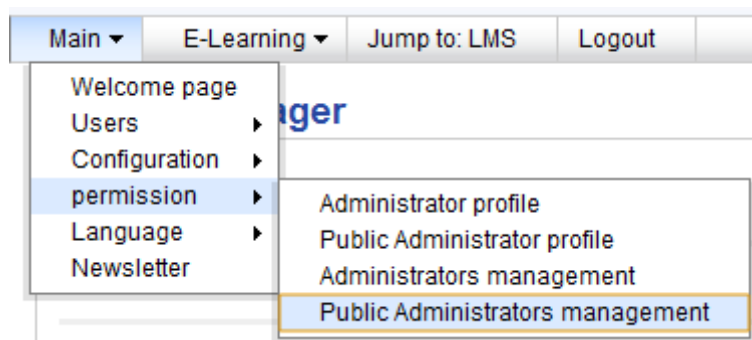 Main E-Learning Jump to: LMS Logout
Welcome page
ager
Users
Configuration
permission
Language
Newsletter
Administrator profile
Public Administrator profile
Administrators management
Public Administrators management